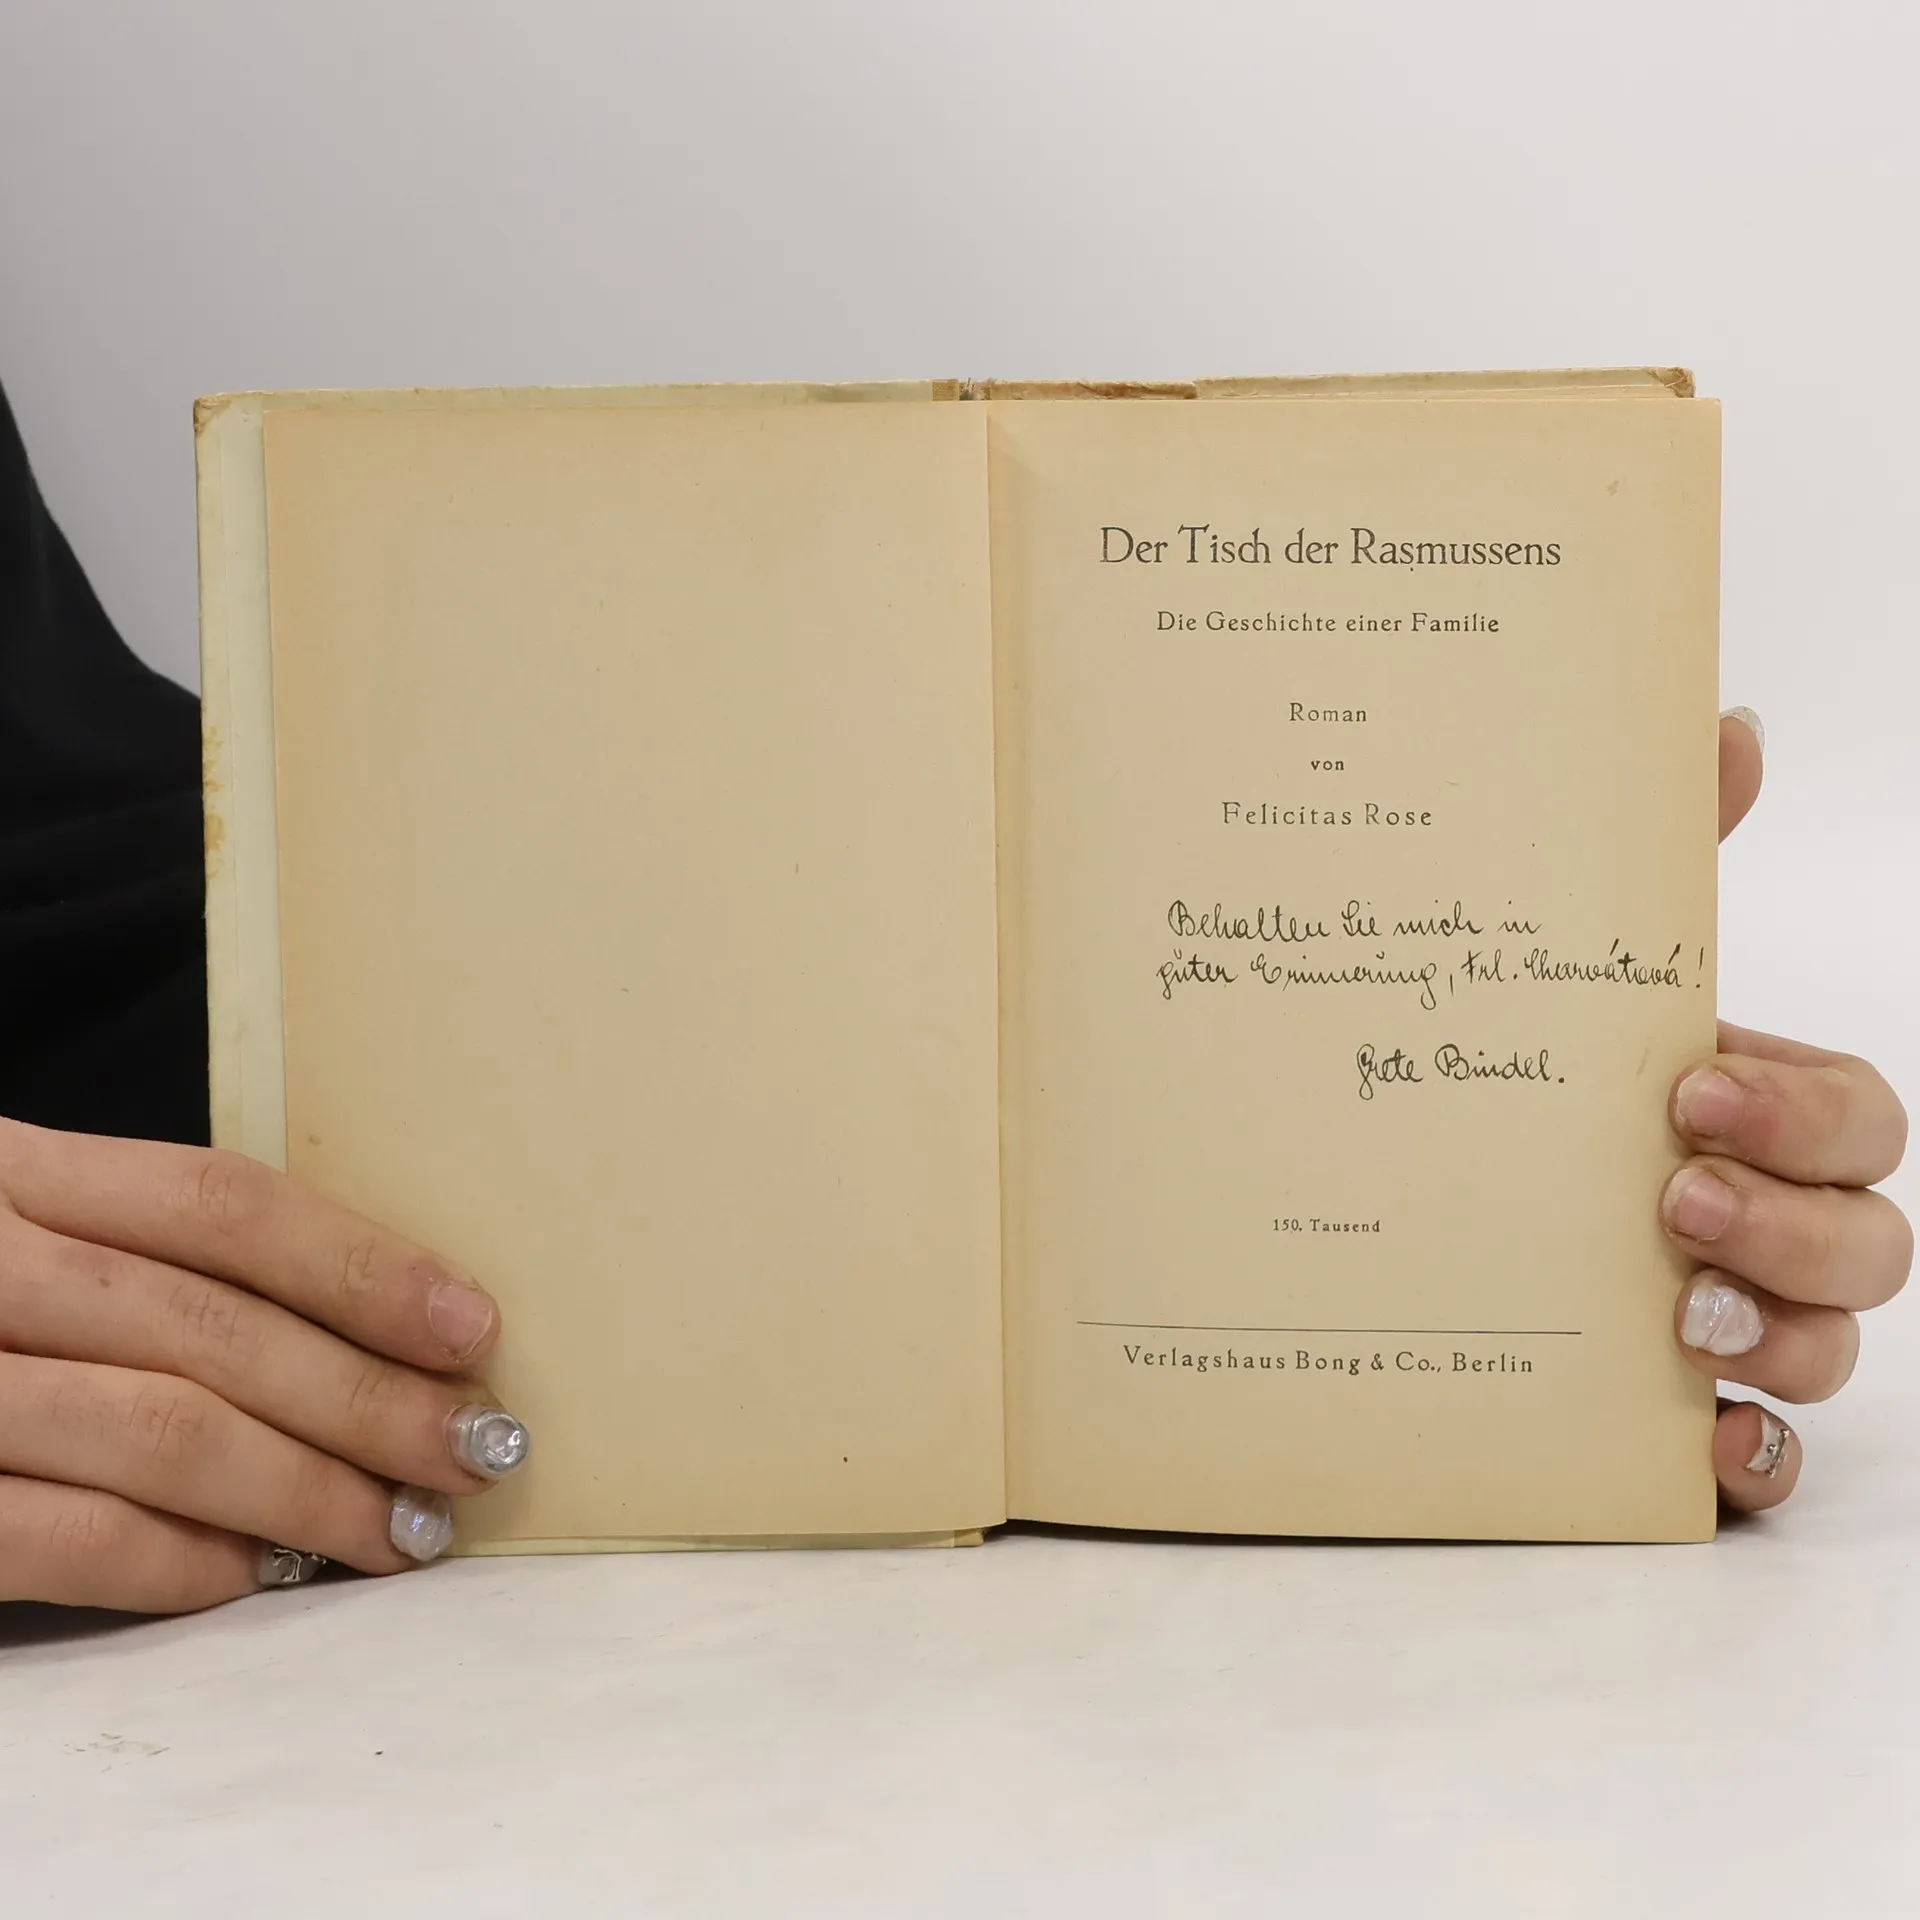 Der Tisch der Rasmussens
Die Geschichte einer Familie
Roman
von
Felicitas Rose
Behalten Sie mich in
guter Erinnerung, Frl. Charvátová!
Grete Bindel.
150. Tausend
Verlagshaus Bong & Co., Berlin